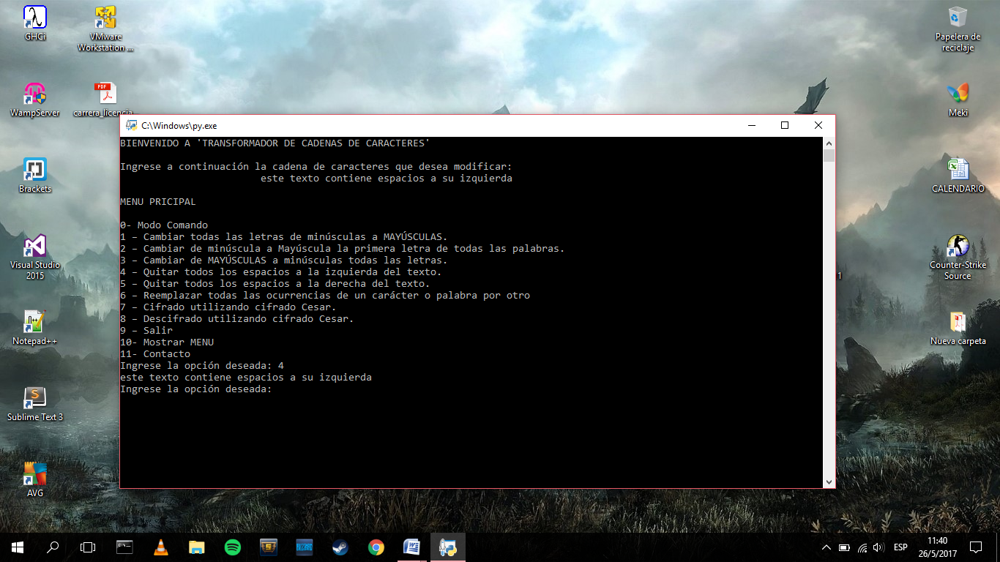 GHCi
VMware
Workstation ...
WampServer
PDF
carrera_licencia...
Brackets
Visual Studio
2015
Notepad++
Sublime Text 3
AVG
Papelera de
reciclaje
Meki
CALENDARIO
Counter-Strike
Source
1
Nueva carpeta
C:\Windows\py.exe
BIENVENIDO A 'TRANSFORMADOR DE CADENAS DE CARACTERES'
Ingrese a continuación la cadena de caracteres que desea modificar:
este texto contiene espacios a su izquierda
MENU PRICIPAL
0- Modo Comando
1 – Cambiar todas las letras de minúsculas a MAYÚSCULAS.
2 – Cambiar de minúscula a Mayúscula la primera letra de todas las palabras.
3 – Cambiar de MAYÚSCULAS a minúsculas todas las letras.
4 – Quitar todos los espacios a la izquierda del texto.
5 – Quitar todos los espacios a la derecha del texto.
6 – Reemplazar todas las ocurrencias de un carácter o palabra por otro
7 – Cifrado utilizando cifrado Cesar.
8 – Descifrado utilizando cifrado Cesar.
9 – Salir
10- Mostrar MENU
11- Contacto
Ingrese la opción deseada: 4
este texto contiene espacios a su izquierda
Ingrese la opción deseada:
ESP
11:40
26/5/2017